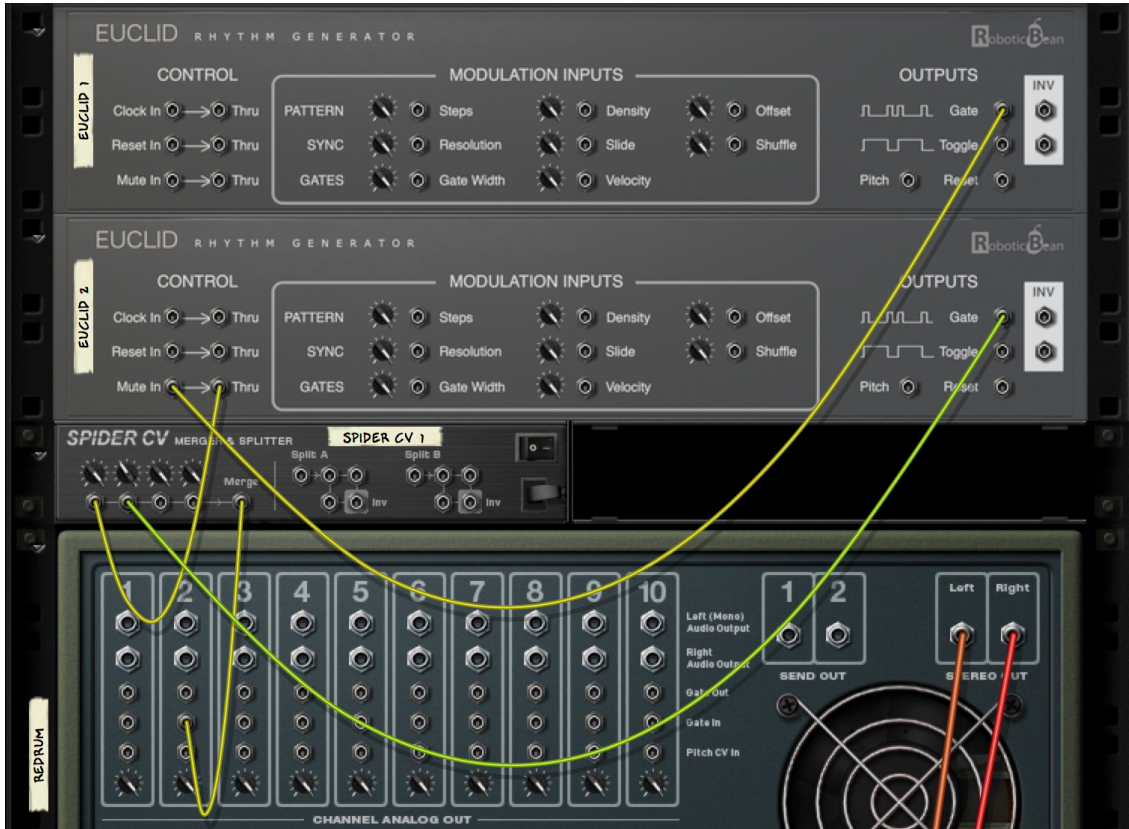 EUCLID RHYTHM GENERATOR
RoboticBean
EUCLID 1
CONTROL
MODULATION INPUTS
OUTPUTS
INV
Clock In Thru
PATTERN Steps Density Offset
Gate
Reset In Thru
SYNC Resolution Slide Shuffle
Toggle
Mute In Thru
GATES Gate Width Velocity
Pitch Reset
EUCLID RHYTHM GENERATOR
RoboticBean
EUCLID 2
CONTROL
MODULATION INPUTS
OUTPUTS
INV
Clock In Thru
PATTERN Steps Density Offset
Gate
Reset In Thru
SYNC Resolution Slide Shuffle
Toggle
Mute In Thru
GATES Gate Width Velocity
Pitch Reset
SPIDER CV MERGER & SPLITTER
SPIDER CV 1
Split A
Split B
Merge
Inv
Inv
1 2 3 4 5 6 7 8 9 10
Left (Mono)
Audio Output
Right
Audio Output
Gate Out
Gate In
Pitch CV In
1 2
SEND OUT
Left Right
STEREO OUT
REDRUM
CHANNEL ANALOG OUT